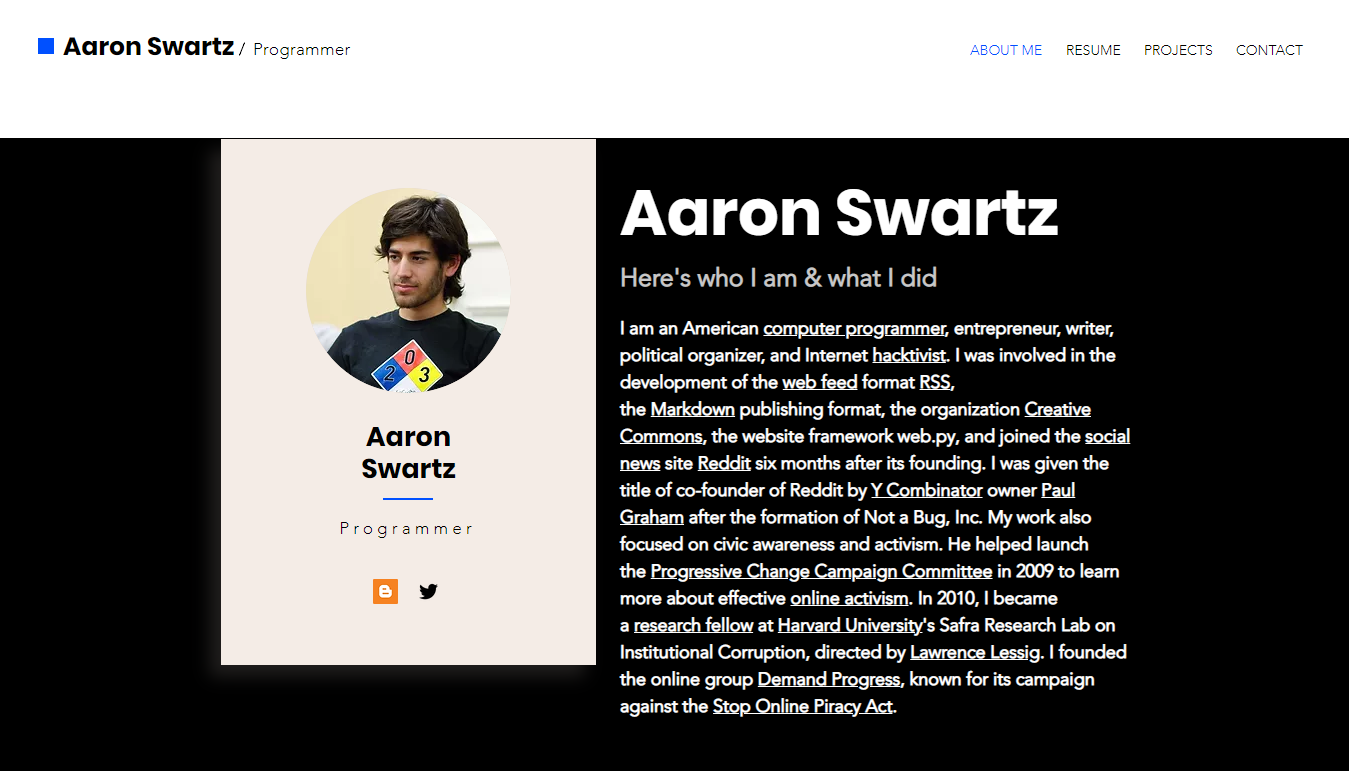 Aaron Swartz / Programmer
ABOUT ME RESUME PROJECTS CONTACT
0
2 3
Aaron
Swartz
Programmer
Aaron Swartz
Here's who I am & what I did
I am an American computer programmer, entrepreneur, writer,
political organizer, and Internet hacktivist. I was involved in the
development of the web feed format RSS,
the Markdown publishing format, the organization Creative
Commons, the website framework web.py, and joined the social
news site Reddit six months after its founding. I was given the
title of co-founder of Reddit by Y Combinator owner Paul
Graham after the formation of Not a Bug, Inc. My work also
focused on civic awareness and activism. He helped launch
the Progressive Change Campaign Committee in 2009 to learn
more about effective online activism. In 2010, I became
a research fellow at Harvard University's Safra Research Lab on
Institutional Corruption, directed by Lawrence Lessig. I founded
the online group Demand Progress, known for its campaign
against the Stop Online Piracy Act.